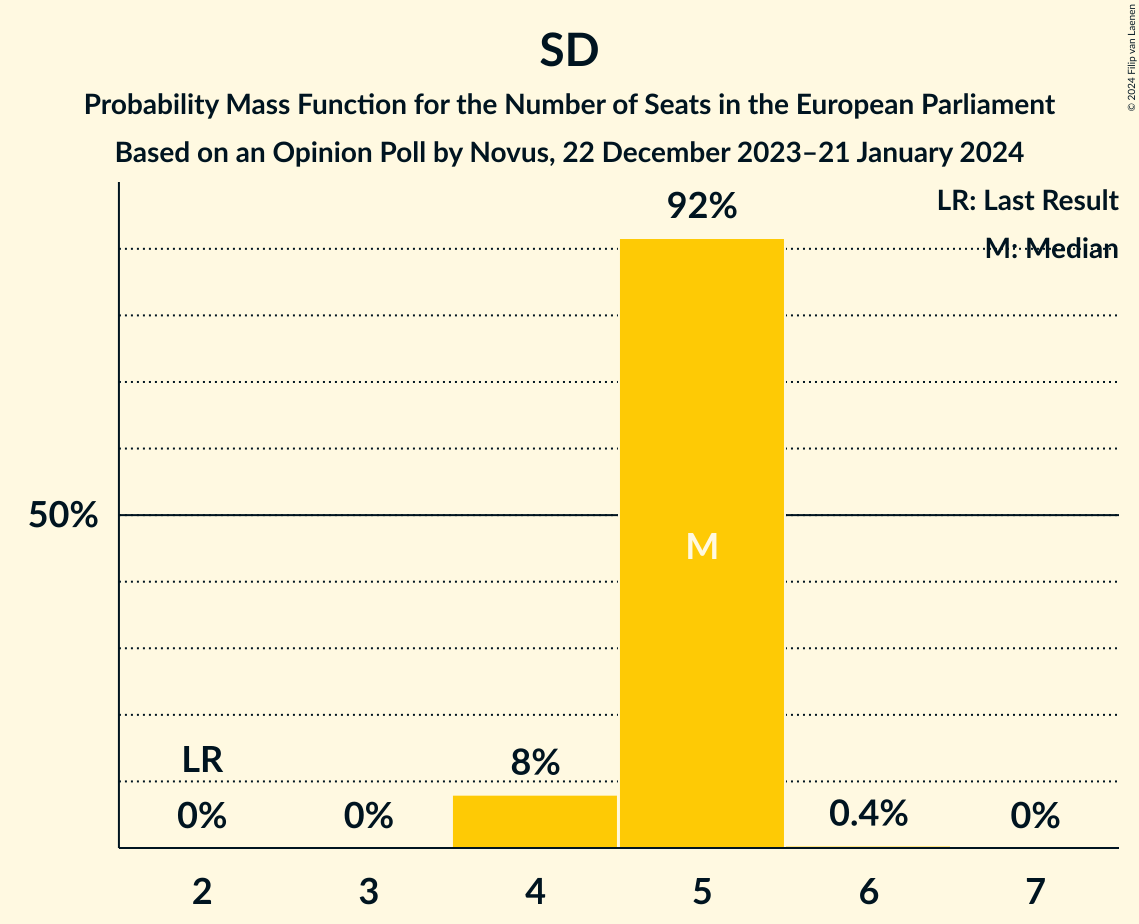 SD
Probability Mass Function for the Number of Seats in the European Parliament
Based on an Opinion Poll by Novus, 22 December 2023–21 January 2024
© 2024 Filip van Laenen
LR: Last Result
M: Median
92%
50%
M
LR
8%
0%
0%
0.4%
0%
2
3
4
5
6
7